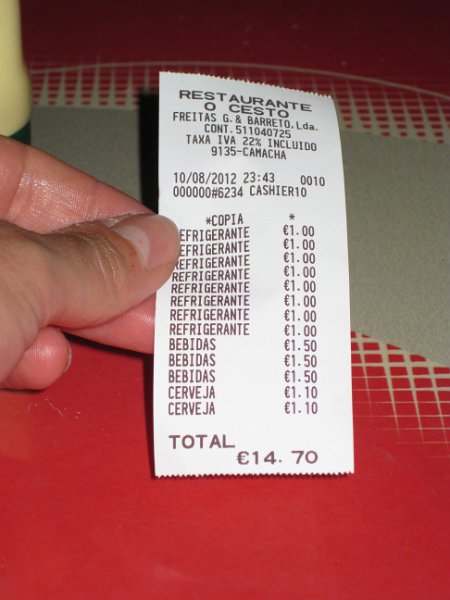 RESTAURANTE
O CESTO
FREITAS G.& BARRETO.Lda.
CONT.511040725
TAXA IVA 22% INCLUIDO
9135-CAMACHA
10/08/2012 23:43 0010
000000#6234 CASHIER10
*COPIA *
REFRIGERANTE €1.00
REFRIGERANTE €1.00
REFRIGERANTE €1.00
REFRIGERANTE €1.00
REFRIGERANTE €1.00
REFRIGERANTE €1.00
REFRIGERANTE €1.00
REFRIGERANTE €1.00
BEBIDAS €1.50
BEBIDAS €1.50
BEBIDAS €1.50
CERVEJA €1.10
CERVEJA €1.10
TOTAL
€14.70